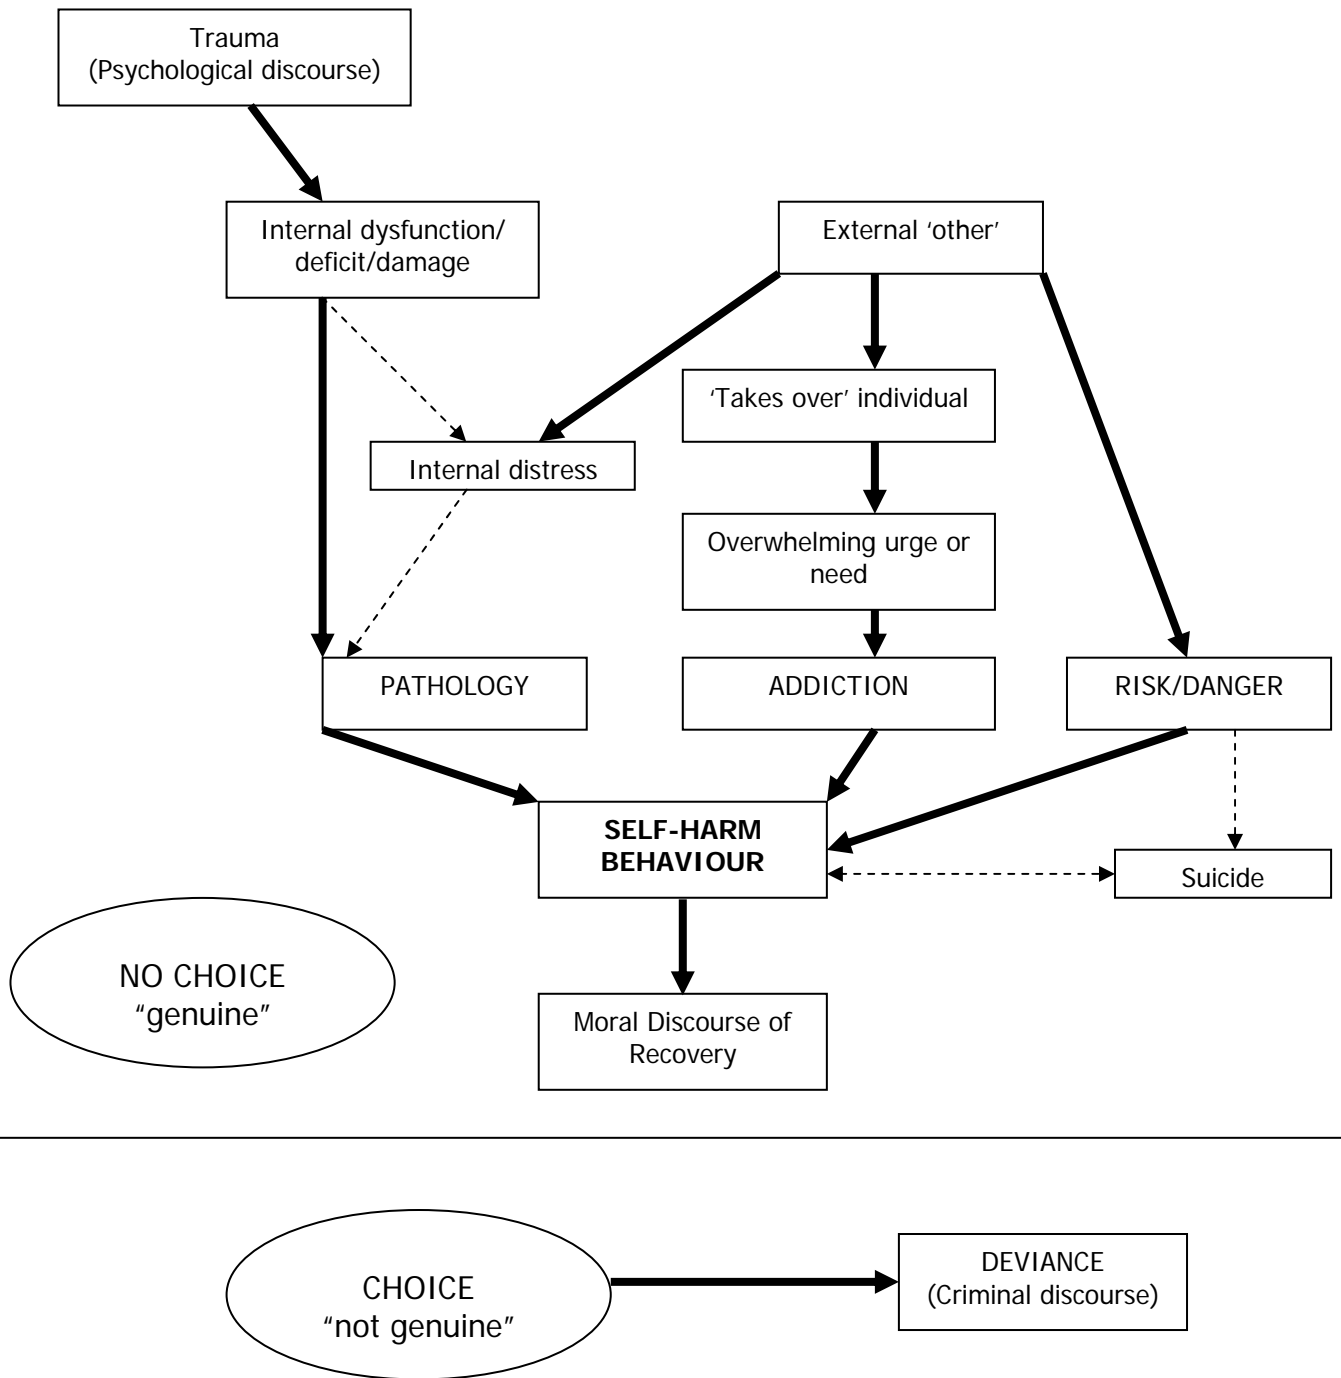 Trauma
(Psychological discourse)
Internal dysfunction/
deficit/damage
External ‘other’
‘Takes over’ individual
Internal distress
Overwhelming urge or
need
PATHOLOGY
ADDICTION
RISK/DANGER
SELF-HARM
BEHAVIOUR
Suicide
NO CHOICE
“genuine”
Moral Discourse of
Recovery
CHOICE
“not genuine”
DEVIANCE
(Criminal discourse)